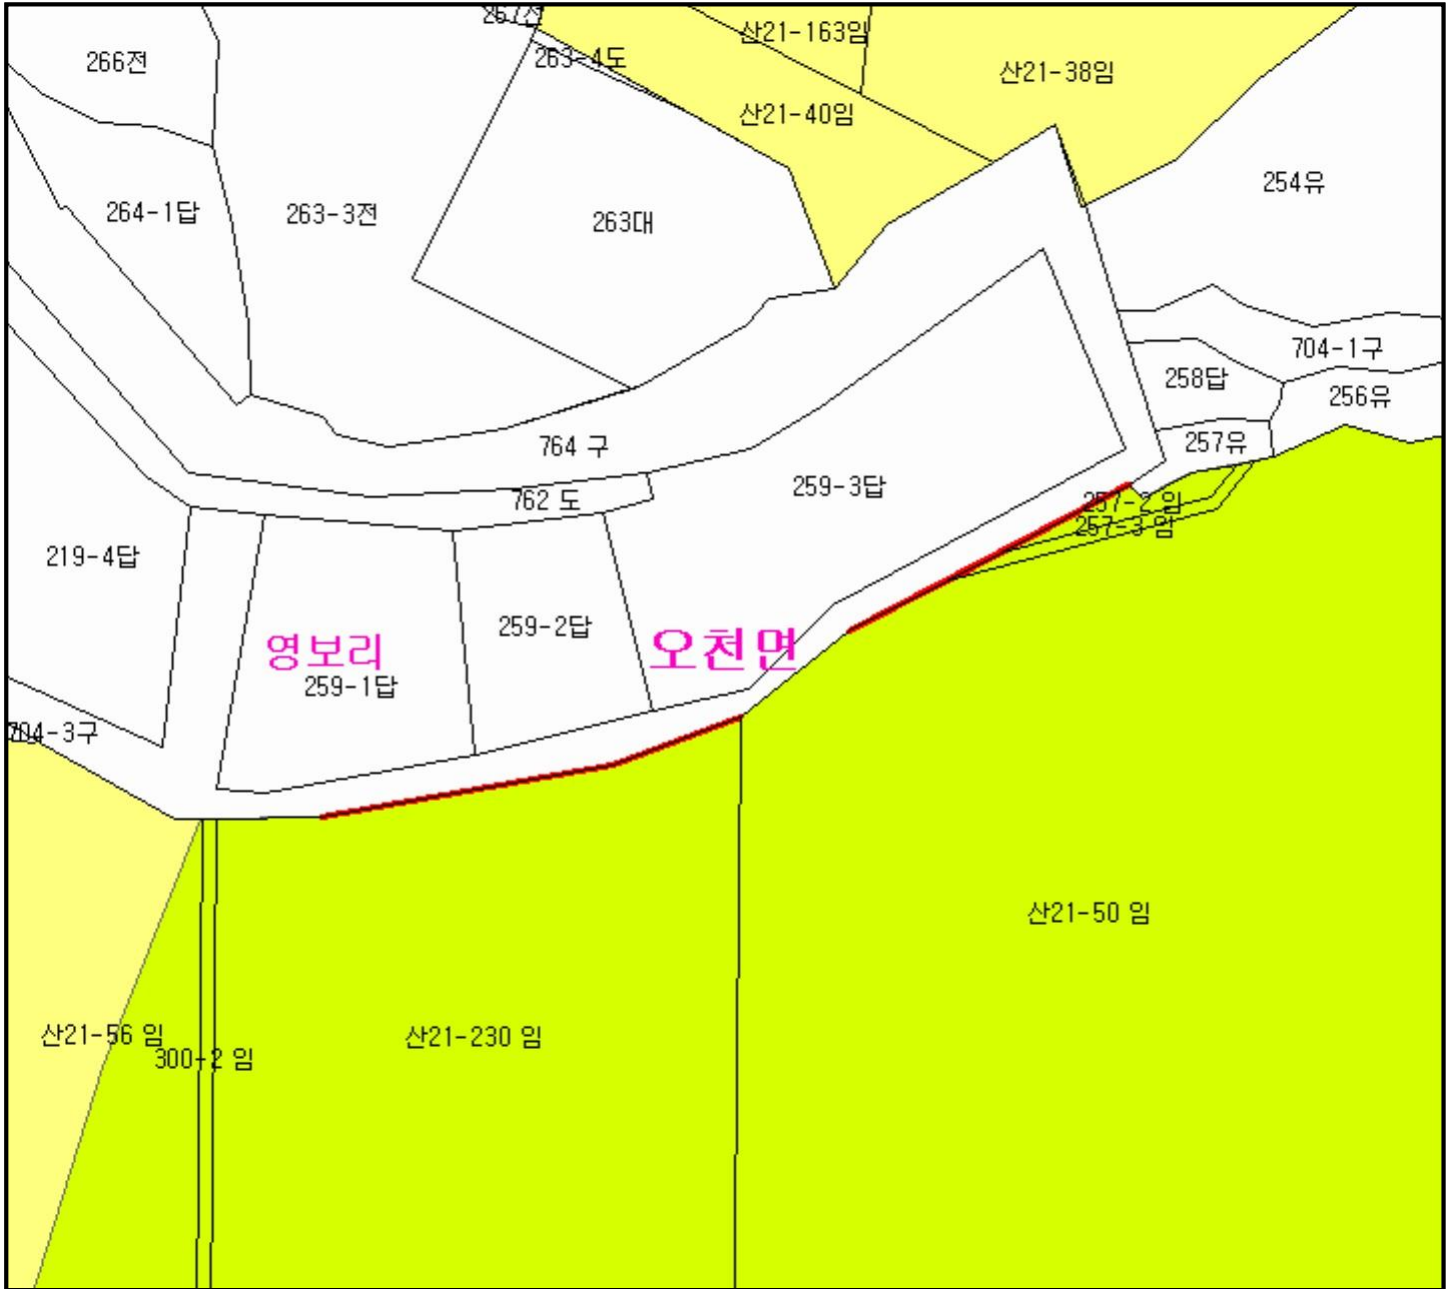 267전
산21-163임
266전
263-4도
산21-38임
산21-40임
254유
264-1답
263-3전
263대
704-1구
258답
256유
764 구
257유
259-3답
762 도
257-2 임
257-3 임
219-4답
259-2답
영보리
오천면
259-1답
704-3구
산21-50 임
산21-56 임
산21-230 임
300-2 임